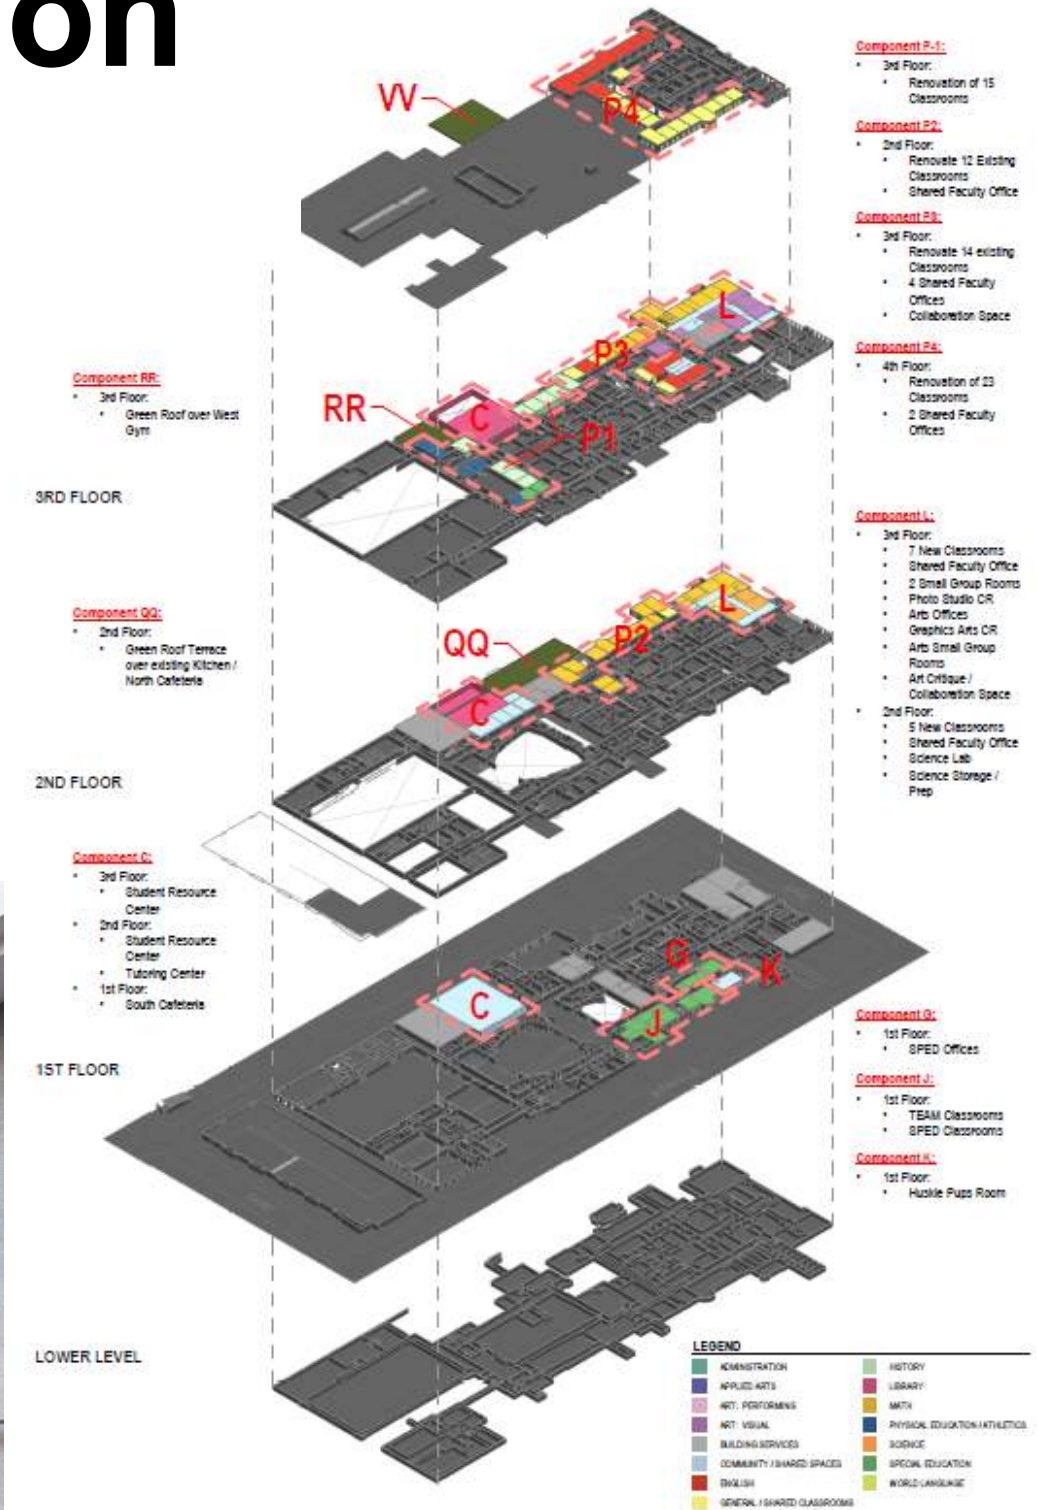 on
VV
P4
Component P-1:
• 3rd Floor:
• Renovation of 15
Classrooms
Component P2:
• 2nd Floor:
• Renovate 12 Existing
Classrooms
• Shared Faculty Office
Component P3:
• 3rd Floor:
• Renovate 14 existing
Classrooms
• 4 Shared Faculty
Offices
• Collaboration Space
Component P4:
• 4th Floor:
• Renovation of 23
Classrooms
• 2 Shared Faculty
Offices
Component RR:
• 3rd Floor:
• Green Roof over West
Gym
RR
C
P3
L
P1
3RD FLOOR
Component L:
• 3rd Floor:
• 7 New Classrooms
• Shared Faculty Office
• 2 Small Group Rooms
• Photo Studio CR
• Arts Offices
• Graphics Arts CR
• Arts Small Group
Rooms
• Art Critique /
Collaboration Space
• 2nd Floor:
• 5 New Classrooms
• Shared Faculty Office
• Science Lab
• Science Storage /
Prep
Component QQ:
• 2nd Floor:
• Green Roof Terrace
over existing Kitchen /
North Cafeteria
QQ
C
P2
L
2ND FLOOR
Component C:
• 3rd Floor:
• Student Resource
Center
• 2nd Floor:
• Student Resource
Center
• Tutoring Center
• 1st Floor:
• South Cafeteria
C
G
K
J
1ST FLOOR
Component G:
• 1st Floor:
• SPED Offices
Component J:
• 1st Floor:
• TEAM Classrooms
• SPED Classrooms
Component K:
• 1st Floor:
• Huskie Pups Room
LOWER LEVEL
LEGEND
ADMINISTRATION
APPLIED ARTS
ART: PERFORMING
ART: VISUAL
BUILDING SERVICES
COMMUNITY / SHARED SPACES
ENGLISH
GENERAL / SHARED CLASSROOMS
HISTORY
LIBRARY
MATH
PHYSICAL EDUCATION / ATHLETICS
SCIENCE
SPECIAL EDUCATION
WORLD LANGUAGE